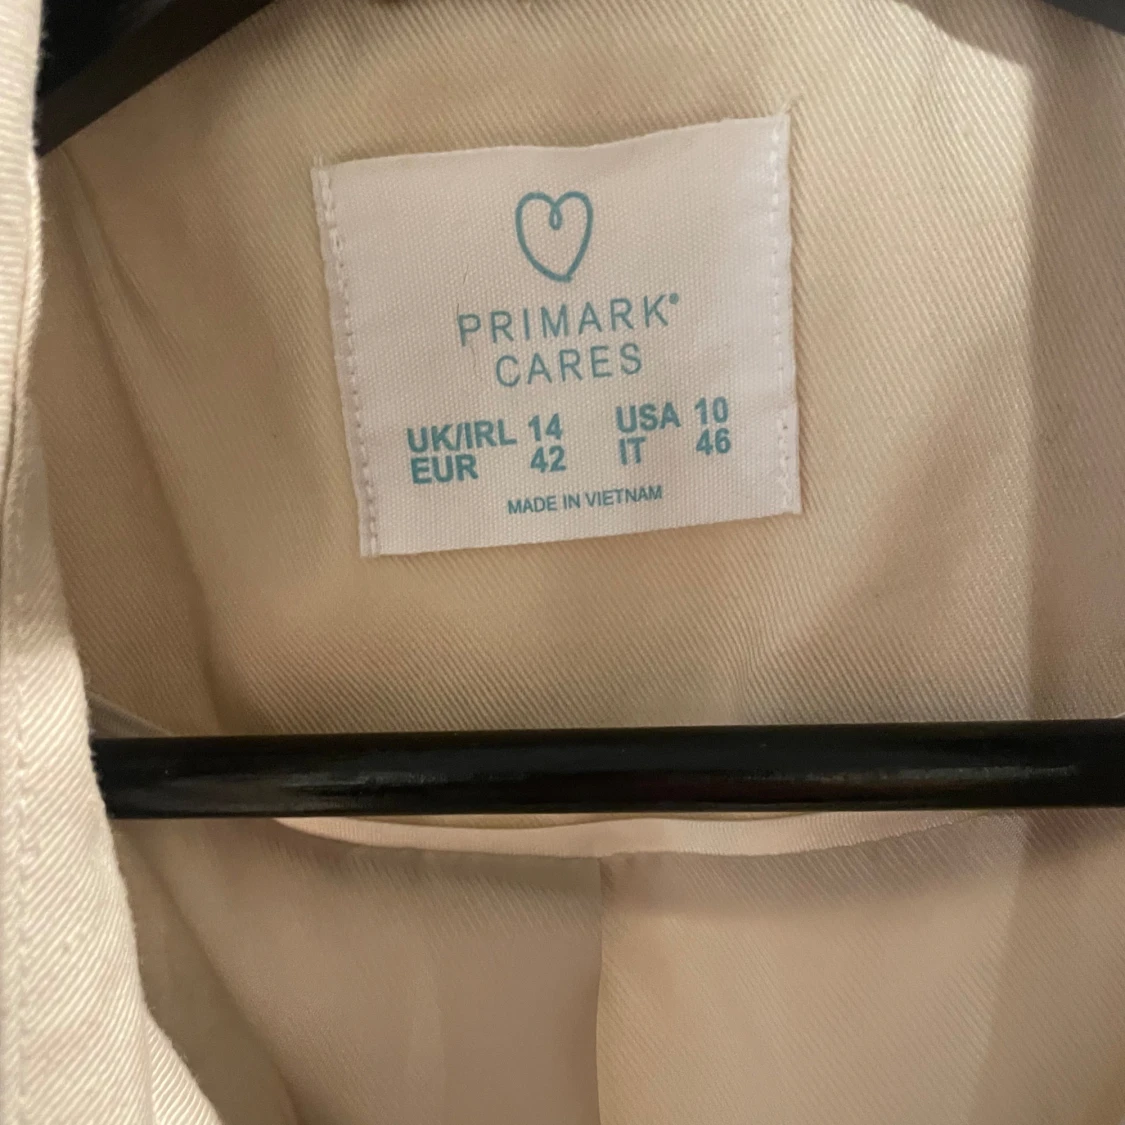 PRIMARK®
CARES
UK/IRL 14 USA 10
EUR 42 IT 46
MADE IN VIETNAM